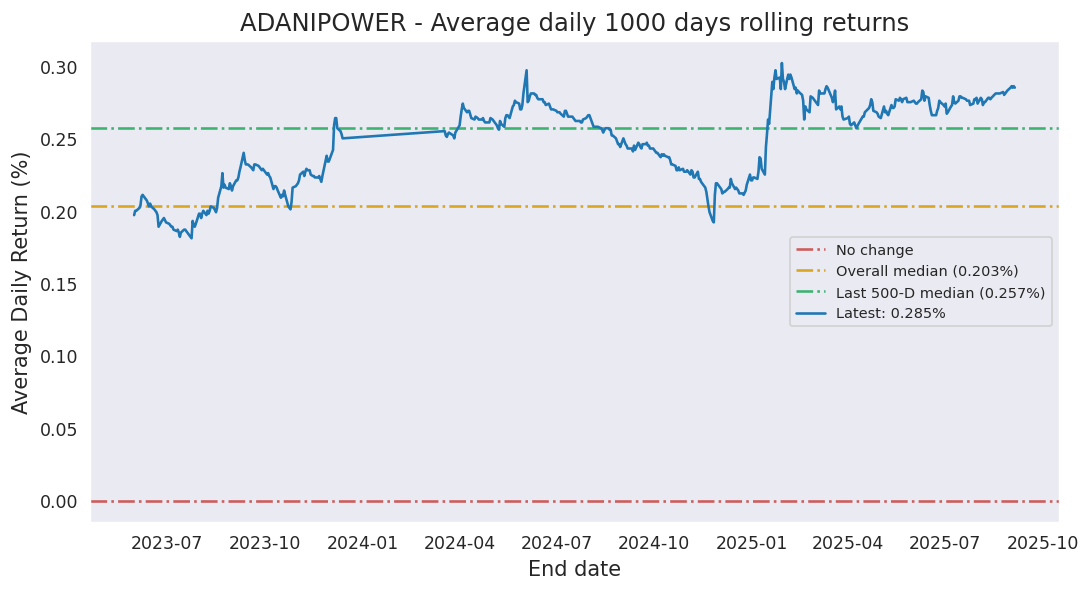 ADANIPOWER - Average daily 1000 days rolling returns
Average Daily Return (%)
0.30
0.25
0.20
0.15
0.10
0.05
0.00
No change
Overall median (0.203%)
Last 500-D median (0.257%)
Latest: 0.285%
2023-07 2023-10 2024-01 2024-04 2024-07 2024-10 2025-01 2025-04 2025-07 2025-10
End date